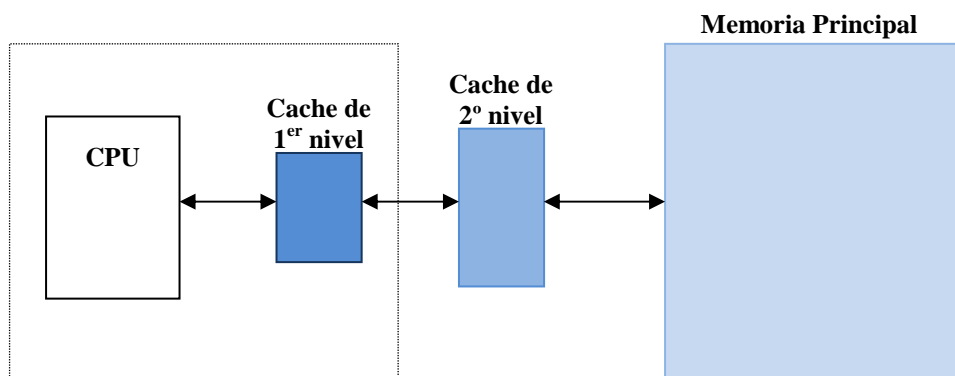 Memoria Principal
Cache de
2º nivel
Cache de
1er nivel
CPU